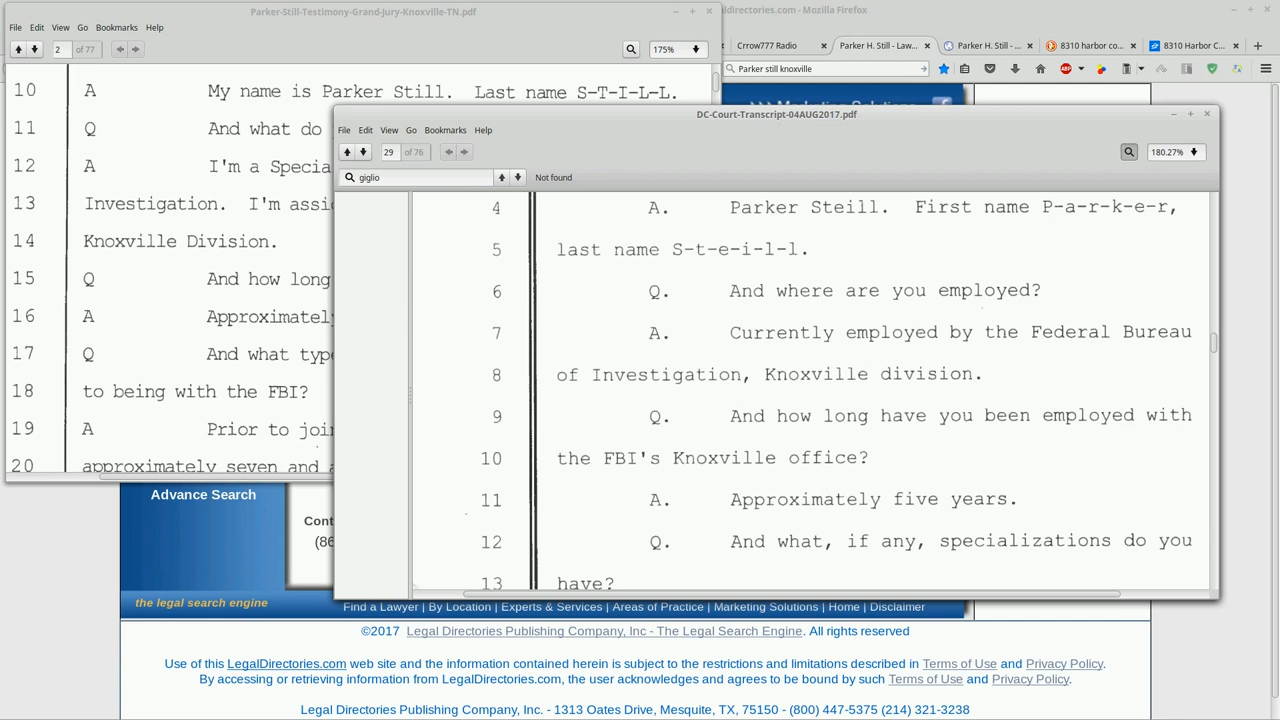 Parker-Still-Testimony-Grand-Jury-Knoxville-TN.pdf
File Edit View Go Bookmarks Help
2 of 77
175%
10 A My name is Parker Still. Last name S-T-I-L-L.
11 Q And what do
12 A I'm a Specia
13 Investigation. I'm assi
14 Knoxville Division.
15 Q And how long
16 A Approximately
17 Q And what type
18 to being with the FBI?
19 A Prior to join
20 approximately seven and a
ldirectories.com - Mozilla Firefox
Crrow777 Radio
Parker H. Still - Law...
Parker H. Still - ...
8310 harbor co...
8310 Harbor C...
Parker still knoxville
ABP
>>> Marketing Solutions
DC-Court-Transcript-04AUG2017.pdf
File Edit View Go Bookmarks Help
29 of 76
180.27%
giglio
Not found
4 A. Parker Steill. First name P-a-r-k-e-r,
5 last name S-t-e-i-l-l.
6 Q. And where are you employed?
7 A. Currently employed by the Federal Bureau
8 of Investigation, Knoxville division.
9 Q. And how long have you been employed with
10 the FBI's Knoxville office?
11 A. Approximately five years.
12 Q. And what, if any, specializations do you
13 have?
Advance Search
Cont
(86
the legal search engine
Find a Lawyer | By Location | Experts & Services | Areas of Practice | Marketing Solutions | Home | Disclaimer
©2017 Legal Directories Publishing Company, Inc - The Legal Search Engine. All rights reserved
Use of this LegalDirectories.com web site and the information contained herein is subject to the restrictions and limitations described in Terms of Use and Privacy Policy.
By accessing or retrieving information from LegalDirectories.com, the user acknowledges and agrees to be bound by such Terms of Use and Privacy Policy.
Legal Directories Publishing Company, Inc. - 1313 Oates Drive, Mesquite, TX, 75150 - (800) 447-5375 (214) 321-3238